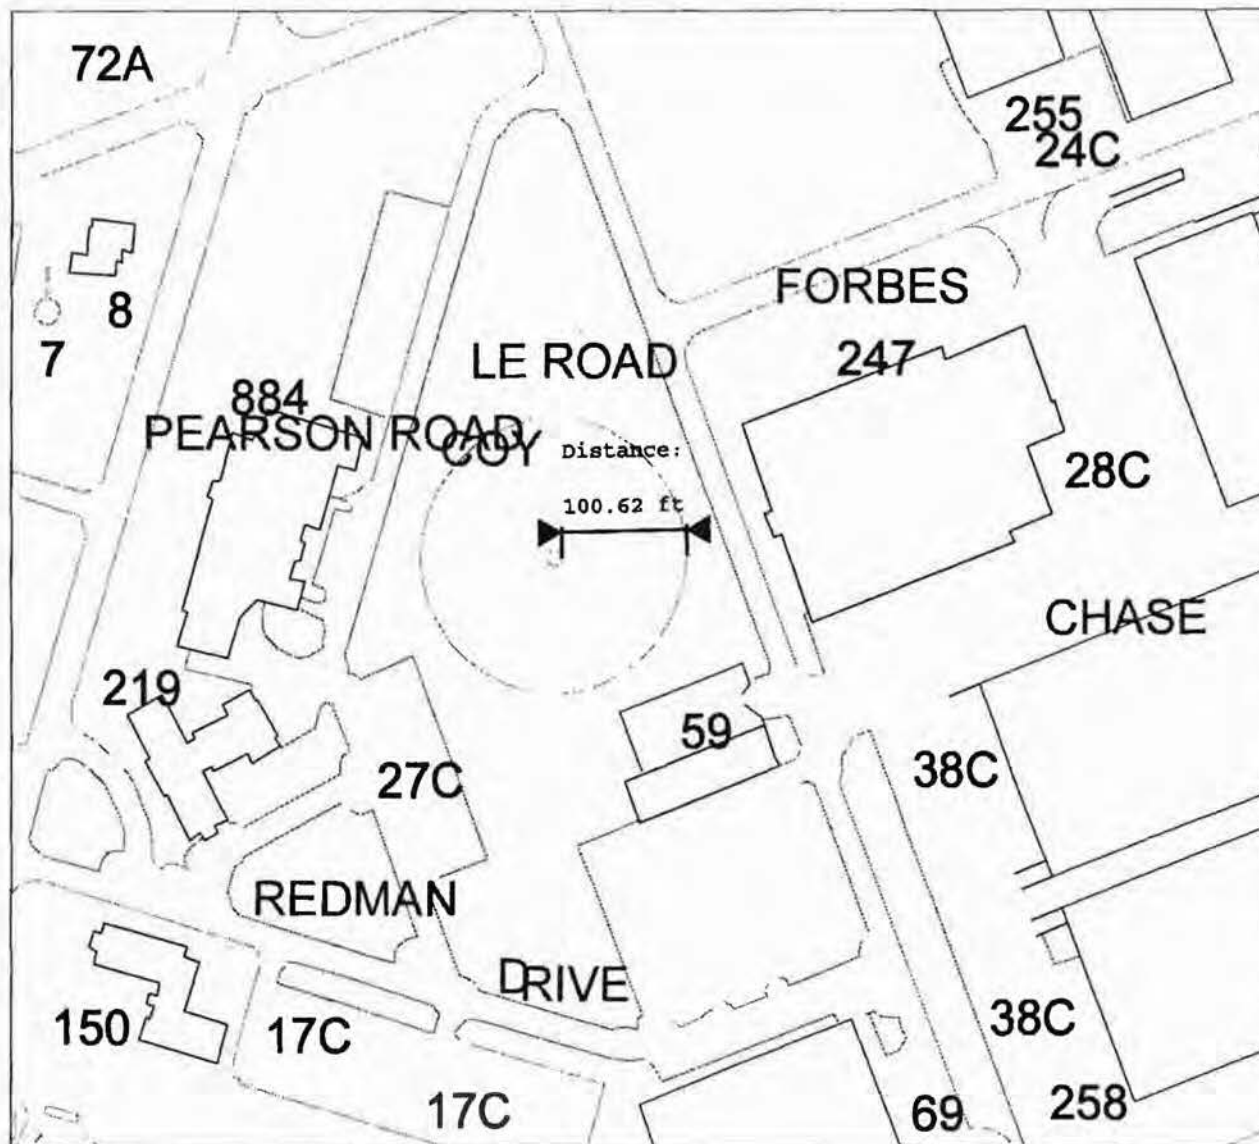 72A
255
24C
8
FORBES
7
LE ROAD
247
884
PEARSON ROAD
COY
Distance:
28C
100.62 ft
CHASE
219
59
27C
38C
REDMAN
DRIVE
150
17C
38C
17C
69
258